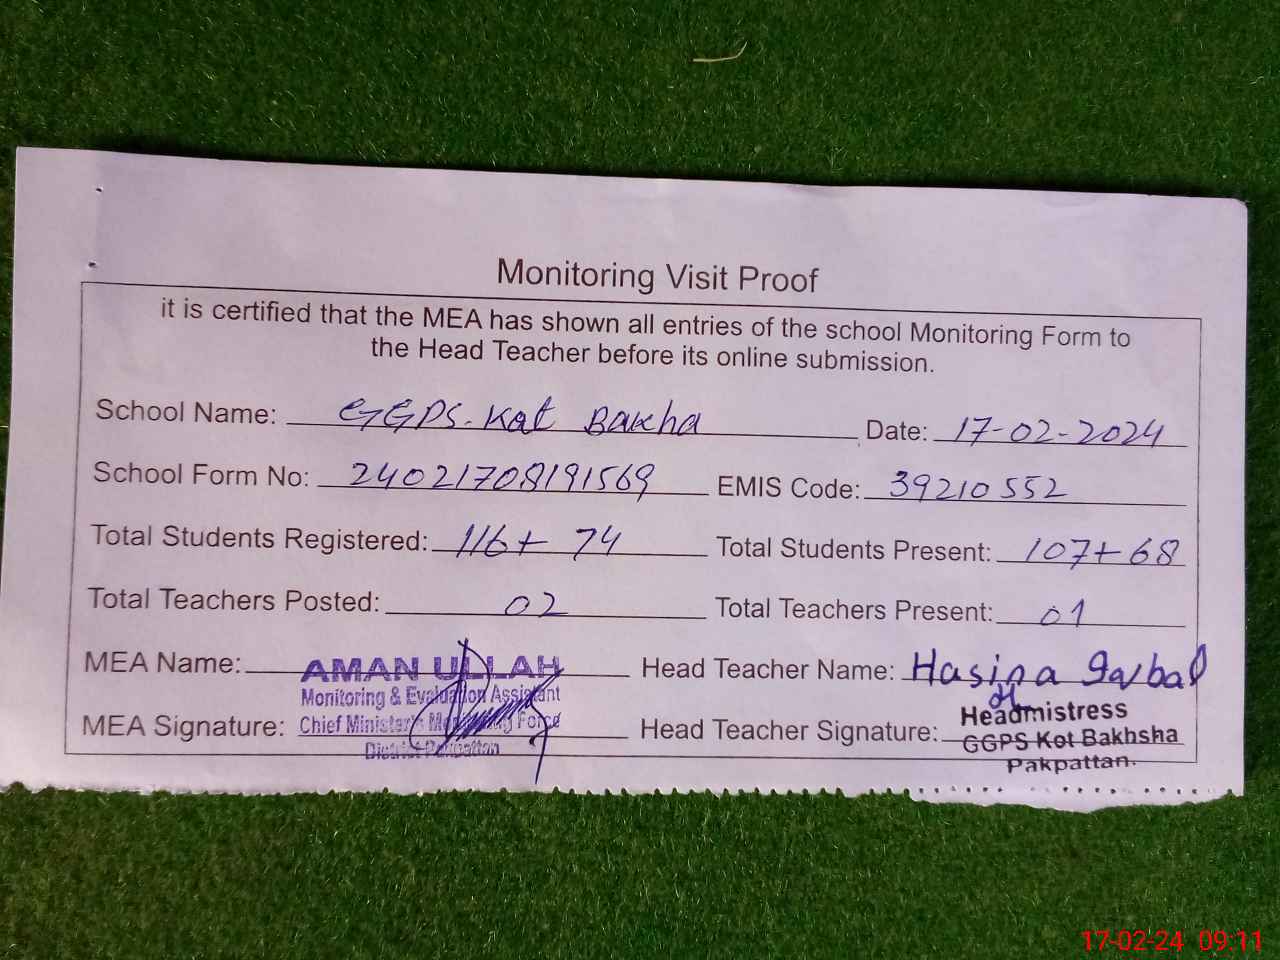 Monitoring Visit Proof
it is certified that the MEA has shown all entries of the school Monitoring Form to
the Head Teacher before its online submission.
School Name: GGPS. Kot Bakha Date: 17-02-2024
School Form No: 24021708191569 EMIS Code: 39210552
Total Students Registered: 116+ 74 Total Students Present: 107+68
Total Teachers Posted: 02 Total Teachers Present: 01
MEA Name: AMAN ULLAH Head Teacher Name: Hasina
Monitoring & Evaluation Assistant
MEA Signature: Chief Minister's Monitoring Force Head Teacher Signature: Headmistress
District Pakpattan GGPS Kot Bakhsha
Pakpattan.
17-02-24 09:11